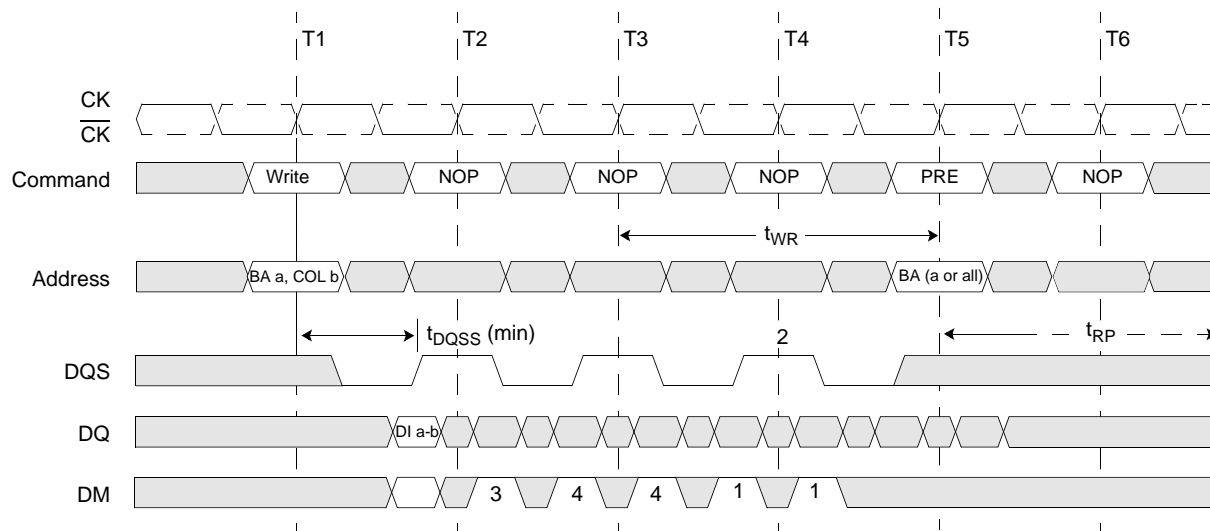 T1 T2 T3 T4 T5 T6
CK
CK
Command Write NOP NOP NOP PRE NOP
tWR
Address BA a, COL b BA (a or all)
tDQSS (min) 2 tRP
DQS
DQ DI a-b
DM 3 4 4 1 1